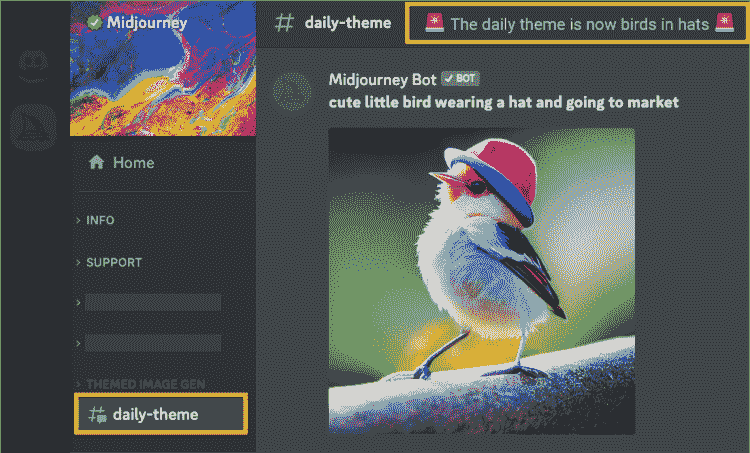 Midjourney
# daily-theme
🚨 The daily theme is now birds in hats 🚨
Midjourney Bot ✓ BOT
cute little bird wearing a hat and going to market
Home
> INFO
> SUPPORT
> THEMED IMAGE GEN
# daily-theme